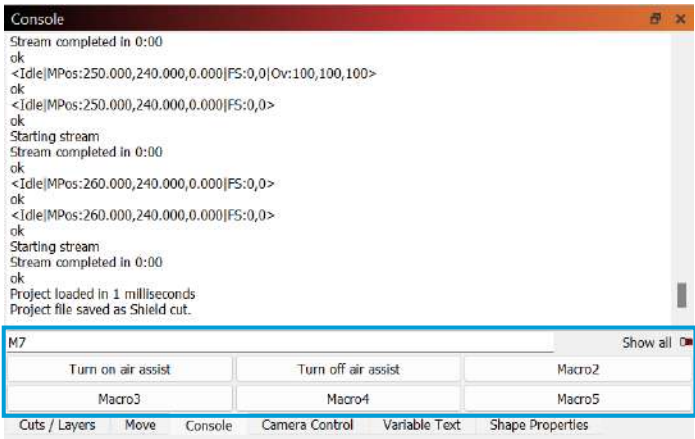 Console
Stream completed in 0:00
ok
<Idle|MPos:250.000,240.000,0.000|FS:0,0|Ov:100,100,100>
ok
<Idle|MPos:250.000,240.000,0.000|FS:0,0>
ok
Starting stream
Stream completed in 0:00
ok
<Idle|MPos:260.000,240.000,0.000|FS:0,0>
ok
<Idle|MPos:260.000,240.000,0.000|FS:0,0>
ok
Starting stream
Stream completed in 0:00
ok
Project loaded in 1 milliseconds
Project file saved as Shield cut.
M7 Show all
Turn on air assist Turn off air assist Macro2
Macro3 Macro4 Macro5
Cuts / Layers Move Console Camera Control Variable Text Shape Properties